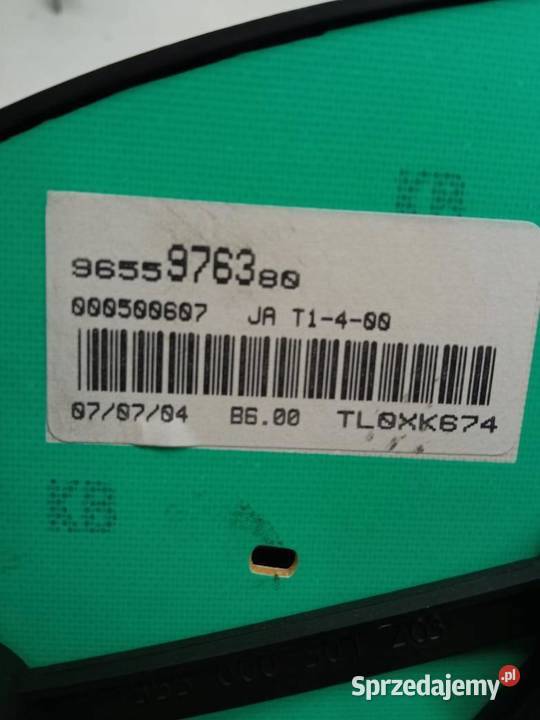 KB
9655976380
000500607 JA T1-4-00
07/07/04 B6.00 TL0XK674
KB
Sprzedajemy.pl